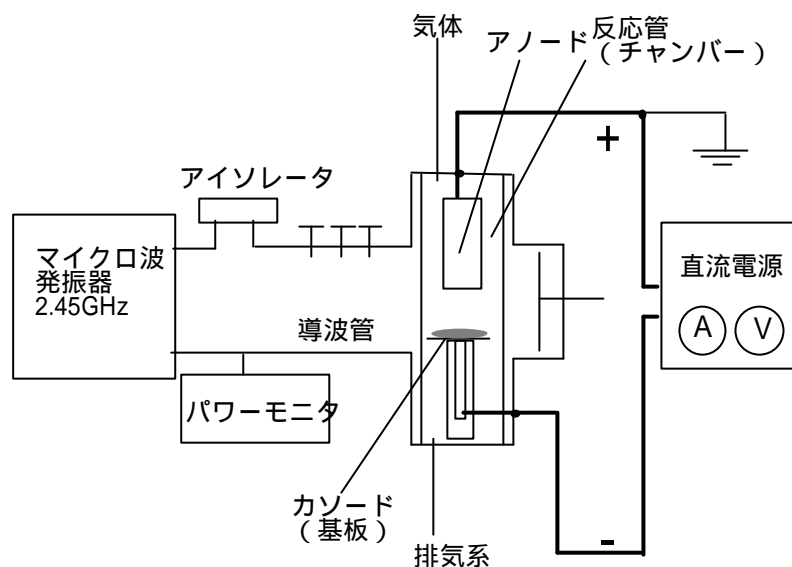 気体
アノード
反応管
（チャンバー）
+
アイソレータ
マイクロ波
発振器
2.45GHz
直流電源
A V
導波管
パワーモニタ
カソード
（基板）
排気系
-